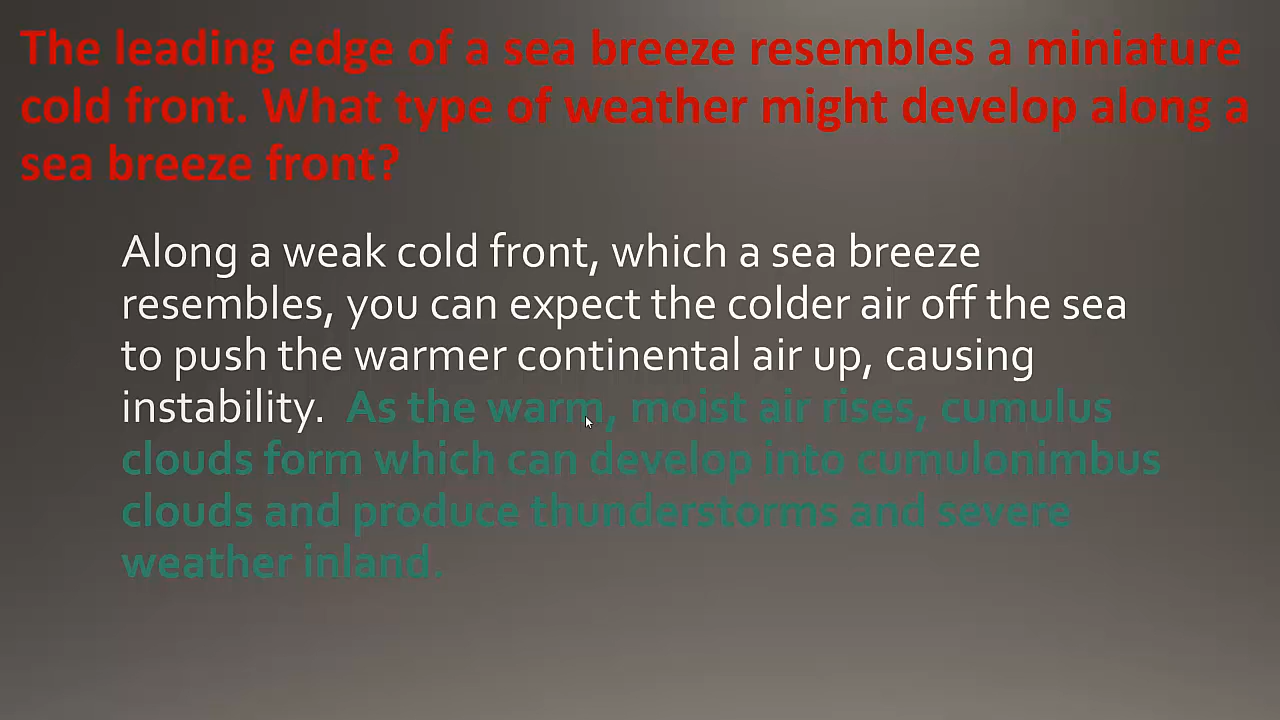 The leading edge of a sea breeze resembles a miniature
cold front. What type of weather might develop along a
sea breeze front?
Along a weak cold front, which a sea breeze
resembles, you can expect the colder air off the sea
to push the warmer continental air up, causing
instability. As the warm, moist air rises, cumulus
clouds form which can develop into cumulonimbus
clouds and produce thunderstorms and severe
weather inland.